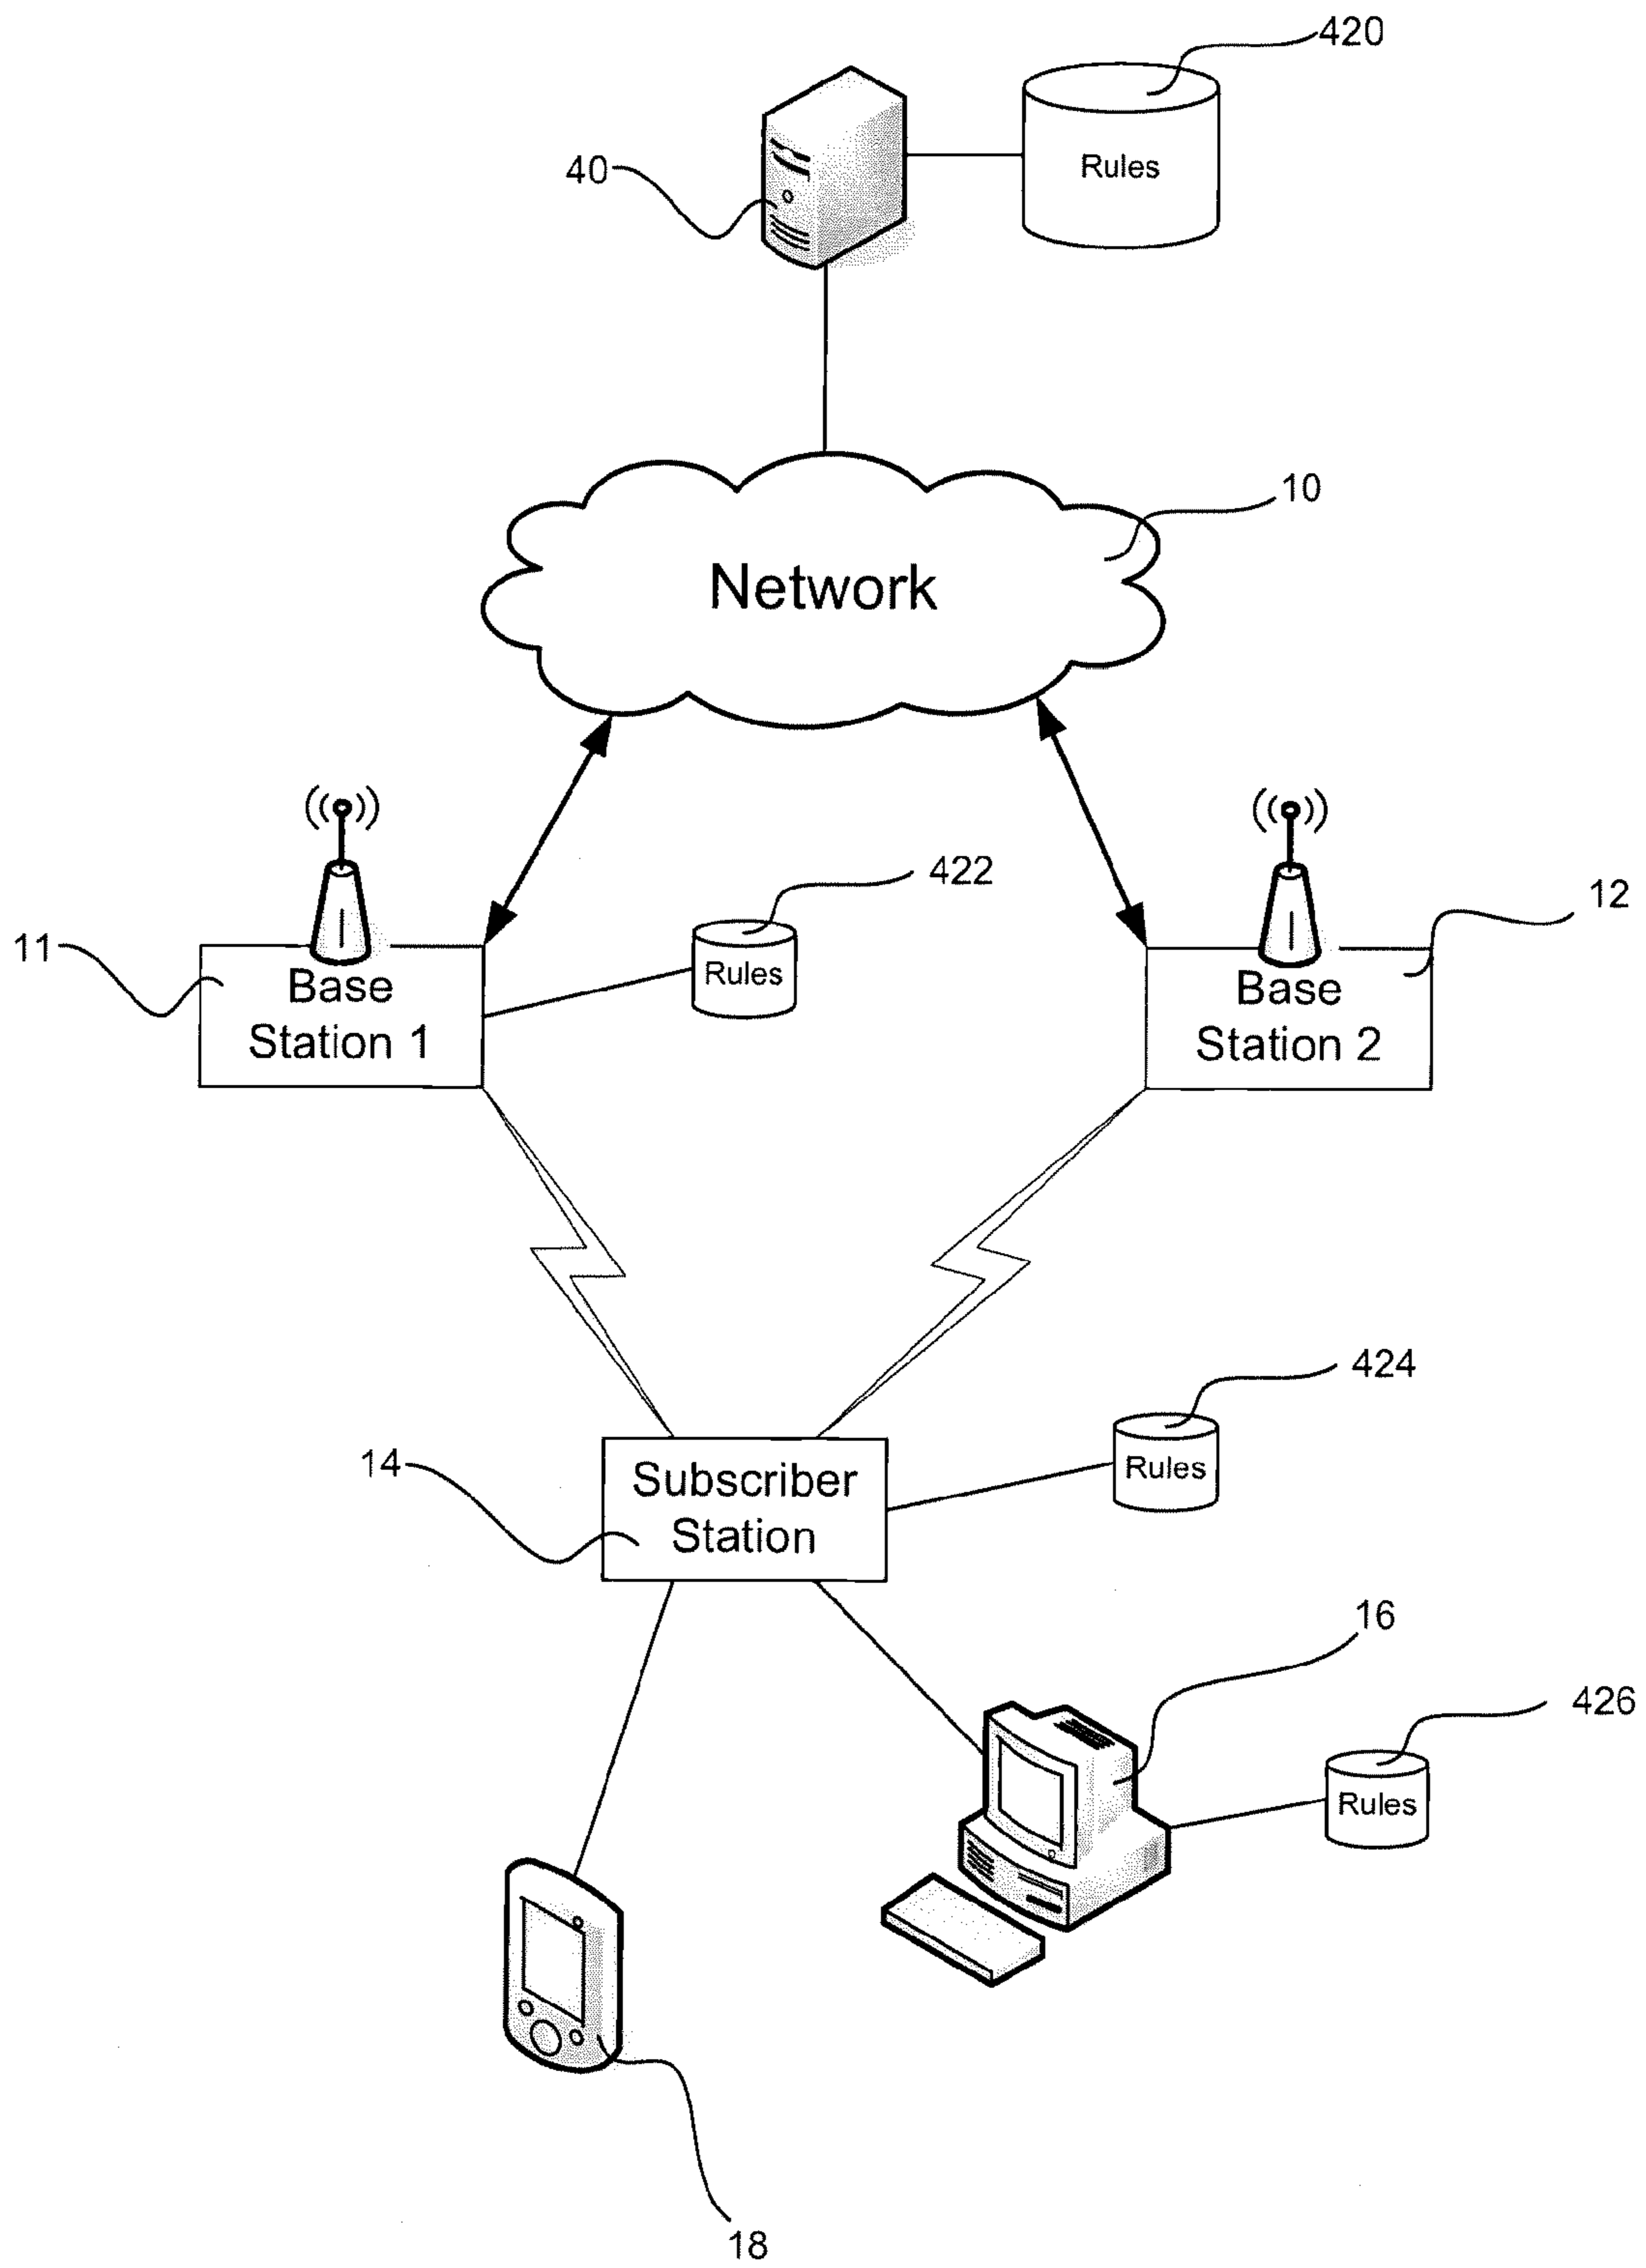 420
Rules
40
10
Network
422
12
11
Rules
Base
Station 1
Base
Station 2
424
14
Subscriber
Station
Rules
16
426
Rules
18